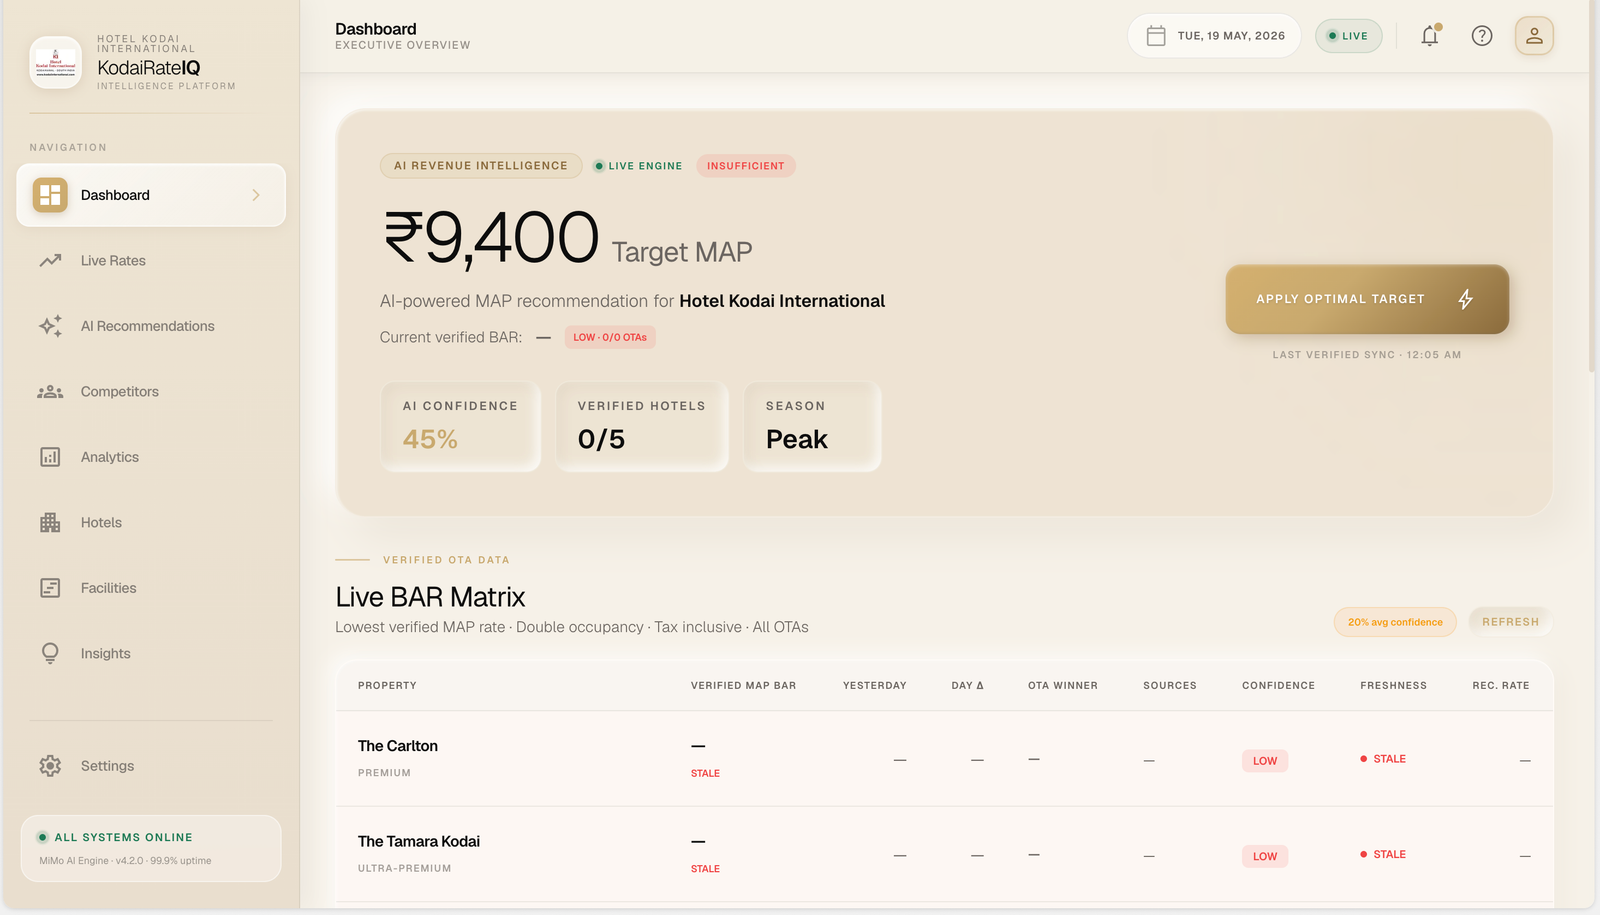 HOTEL KODAI
INTERNATIONAL
KodaiRateIQ
INTELLIGENCE PLATFORM
NAVIGATION
Dashboard
Live Rates
AI Recommendations
Competitors
Analytics
Hotels
Facilities
Insights
Settings
ALL SYSTEMS ONLINE
MiMo AI Engine · v4.2.0 · 99.9% uptime
Dashboard
EXECUTIVE OVERVIEW
TUE, 19 MAY, 2026
LIVE
AI REVENUE INTELLIGENCE LIVE ENGINE INSUFFICIENT
₹9,400 Target MAP
AI-powered MAP recommendation for Hotel Kodai International
Current verified BAR: — LOW · 0/0 OTAs
APPLY OPTIMAL TARGET
LAST VERIFIED SYNC · 12:05 AM
AI CONFIDENCE
45%
VERIFIED HOTELS
0/5
SEASON
Peak
VERIFIED OTA DATA
Live BAR Matrix
Lowest verified MAP rate · Double occupancy · Tax inclusive · All OTAs
20% avg confidence
REFRESH
PROPERTY VERIFIED MAP BAR YESTERDAY DAY Δ OTA WINNER SOURCES CONFIDENCE FRESHNESS REC. RATE
The Carlton —
PREMIUM STALE — — — — LOW STALE —
The Tamara Kodai —
ULTRA-PREMIUM STALE — — — — LOW STALE —